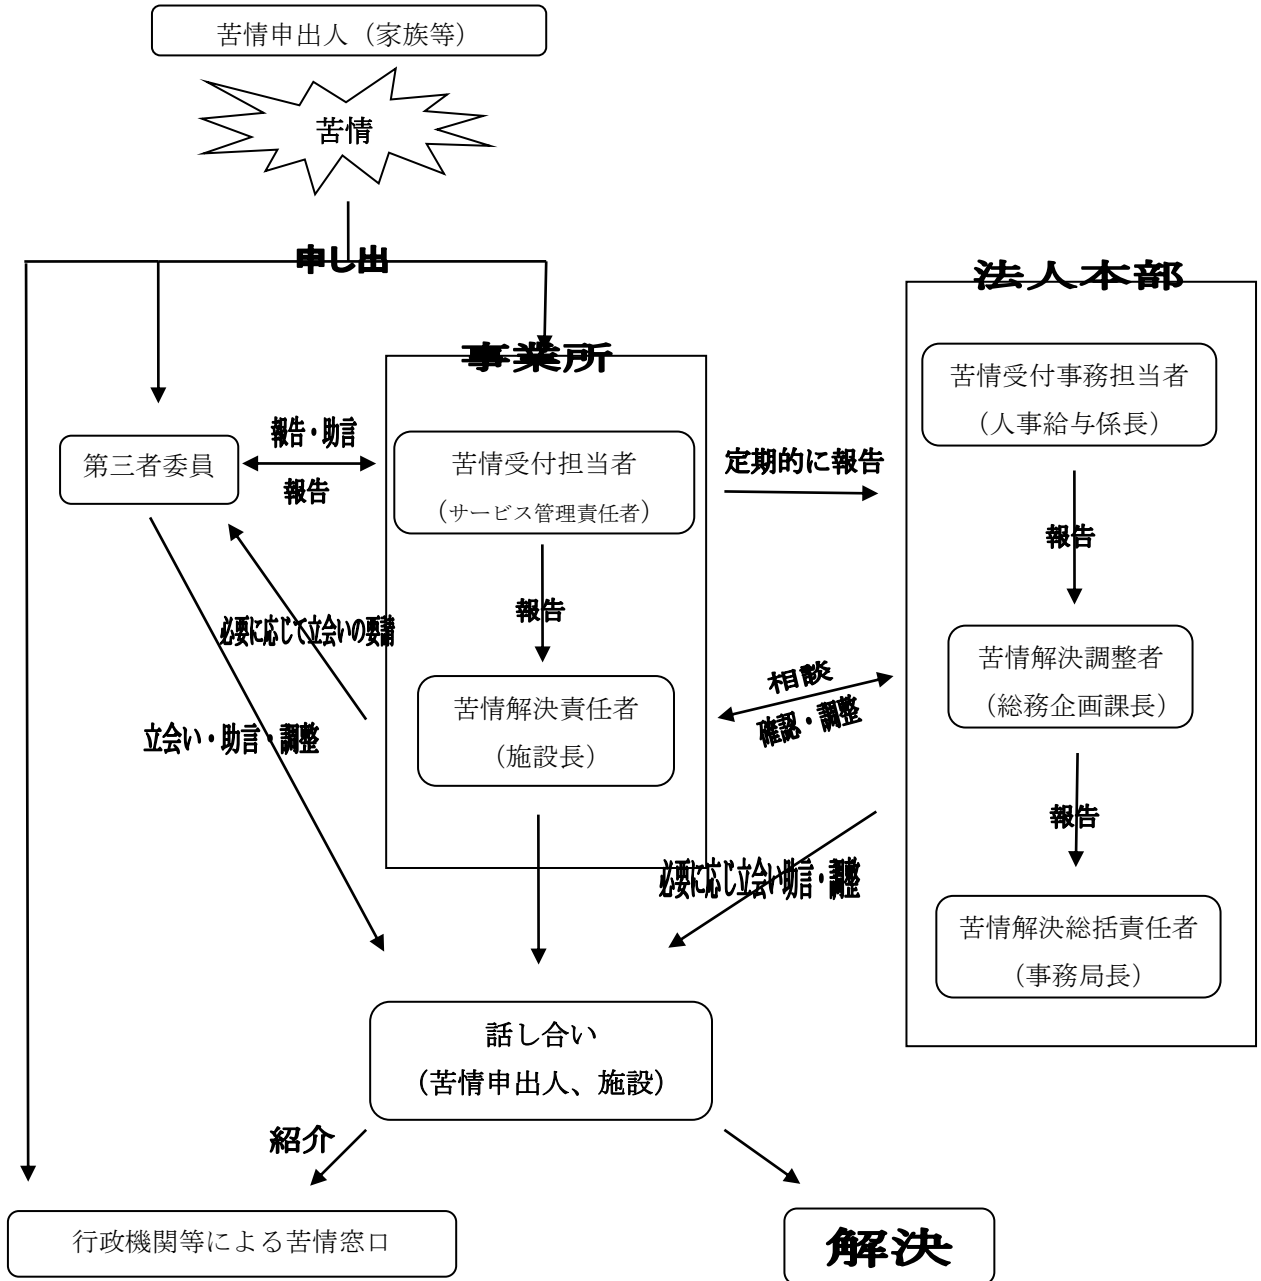 苦情申出人（家族等）
苦情
申し出
法人本部
事業所
苦情受付事務担当者
（人事給与係長）
報告・助言
第三者委員
報告
苦情受付担当者
（サービス管理責任者）
定期的に報告
報告
報告
必要に応じて立会いの要請
苦情解決調整者
（総務企画課長）
相談
確認・調整
苦情解決責任者
（施設長）
立会い・助言・調整
報告
必要に応じ立会い助言・調整
苦情解決総括責任者
（事務局長）
話し合い
（苦情申出人、施設）
紹介
行政機関等による苦情窓口
解決